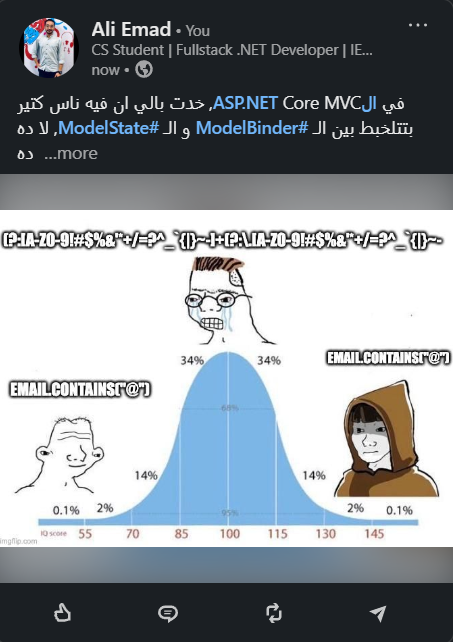 Ali Emad • You
CS Student | Fullstack .NET Developer | IE...
now •
في الASP.NET Core MVC, خدت بالي ان فيه ناس كتير
بتتلخبط بين الـ #ModelBinder و الـ #ModelState, لا ده
ده ...more
(?:[A-Z0-9!#$%&'*+/=?^_`{|}~-]+(?:\.[A-Z0-9!#$%&'*+/=?^_`{|}~-
34% 34%
EMAIL.CONTAINS("@")
EMAIL.CONTAINS("@")
68%
14% 14%
0.1% 2% 95% 2% 0.1%
IQ score 55 70 85 100 115 130 145
imgflip.com